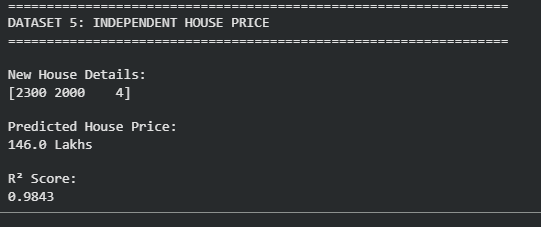 =================================================================
DATASET 5: INDEPENDENT HOUSE PRICE
=================================================================
New House Details:
[2300 2000    4]
Predicted House Price:
146.0 Lakhs
R² Score:
0.9843